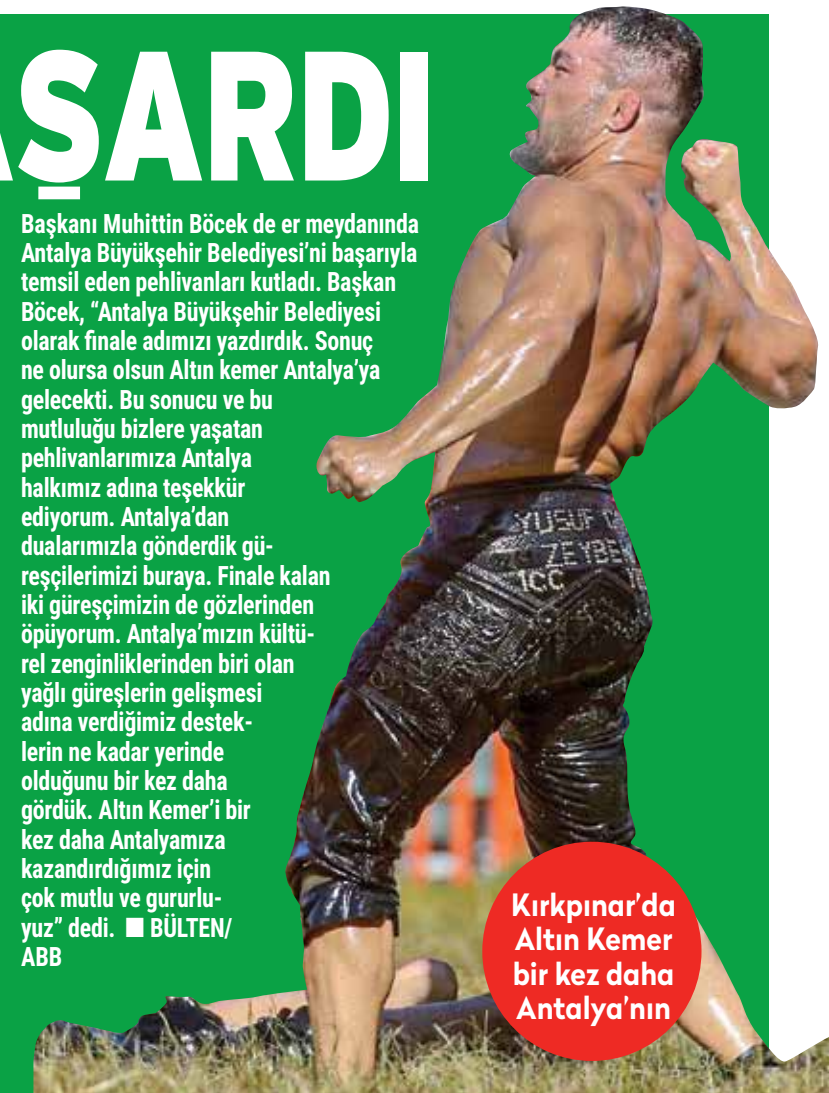 AŞARDI
Başkanı Muhittin Böcek de er meydanında
Antalya Büyükşehir Belediyesi’ni başarıyla
temsil eden pehlivanları kutladı. Başkan
Böcek, “Antalya Büyükşehir Belediyesi
olarak finale adımızı yazdırdık. Sonuç
ne olursa olsun Altın kemer Antalya’ya
gelecekti. Bu sonucu ve bu
mutluluğu bizlere yaşatan
pehlivanlarımıza Antalya
halkımız adına teşekkür
ediyorum. Antalya’dan
dualarımızla gönderdik gü-
reşçilerimizi buraya. Finale kalan
iki güreşçimizin de gözlerinden
öpüyorum. Antalya’mızın kültü-
rel zenginliklerinden biri olan
yağlı güreşlerin gelişmesi
adına verdiğimiz destek-
lerin ne kadar yerinde
olduğunu bir kez daha
gördük. Altın Kemer’i bir
kez daha Antalyamıza
kazandırdığımız için
çok mutlu ve gururlu-
yuz” dedi. ■ BÜLTEN/
ABB
YUSUF
ZEYBE
Kırkpınar’da
Altın Kemer
bir kez daha
Antalya’nın